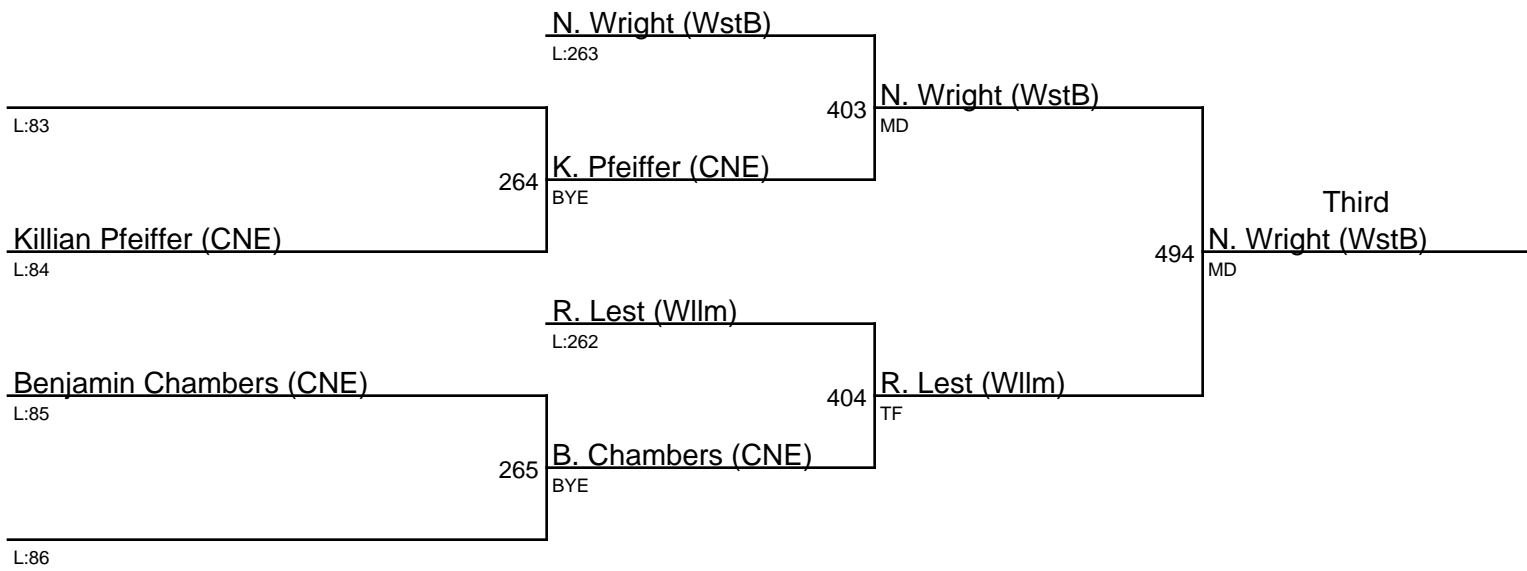 N. Wright (WstB)
L:263
403
N. Wright (WstB)
MD
L:83
264
K. Pfeiffer (CNE)
BYE
Killian Pfeiffer (CNE)
L:84
Third
494
N. Wright (WstB)
MD
R. Lest (Wllm)
L:262
Benjamin Chambers (CNE)
L:85
404
R. Lest (Wllm)
TF
265
B. Chambers (CNE)
BYE
L:86